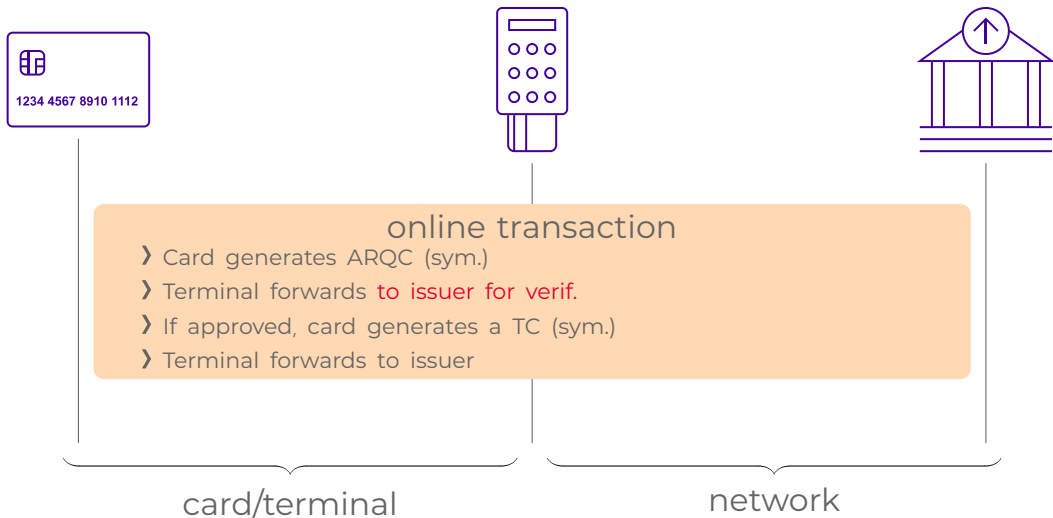 1234 4567 8910 1112
online transaction
❯ Card generates ARQC (sym.)
❯ Terminal forwards to issuer for verif.
❯ If approved, card generates a TC (sym.)
❯ Terminal forwards to issuer
card/terminal
network